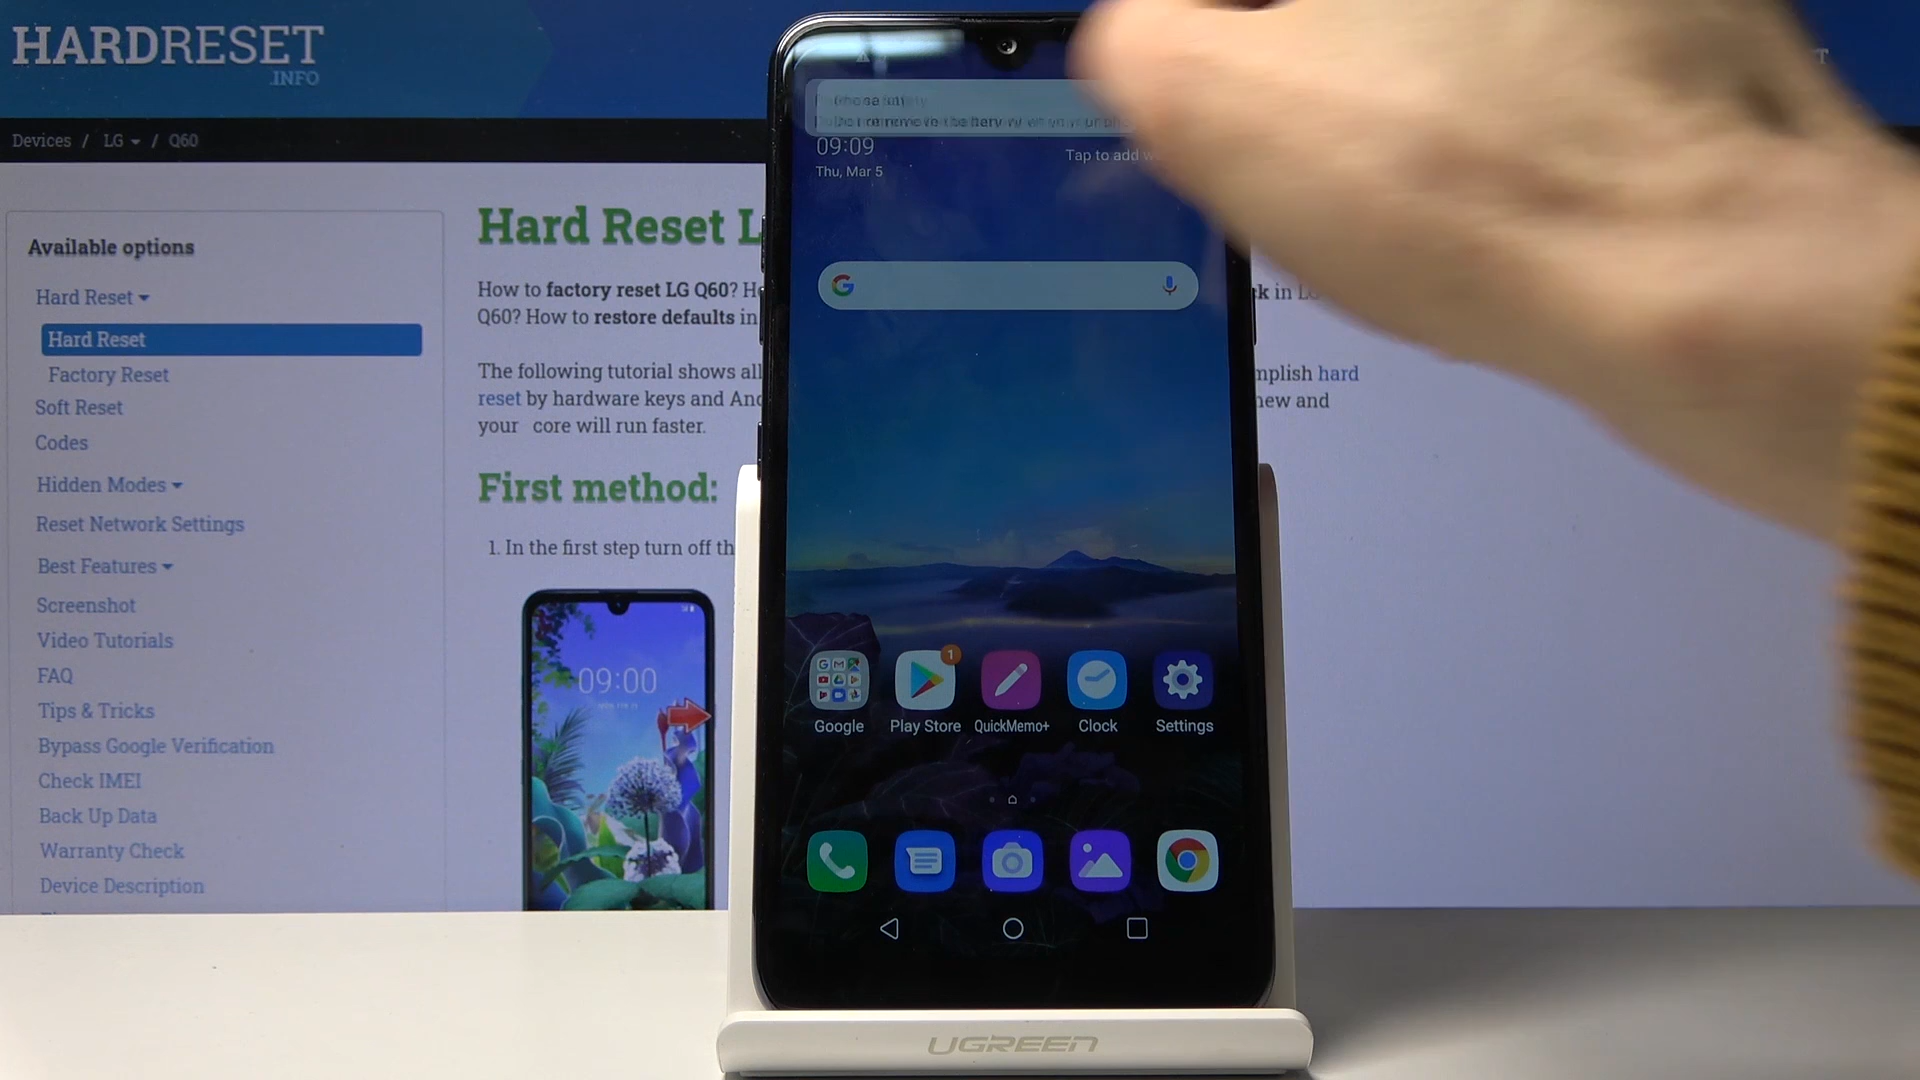 HARDRESET
.INFO
Devices / LG / Q60
Available options
Hard Reset
Hard Reset
Factory Reset
Soft Reset
Codes
Hidden Modes
Reset Network Settings
Best Features
Screenshot
Video Tutorials
FAQ
Tips & Tricks
Bypass Google Verification
Check IMEI
Back Up Data
Warranty Check
Device Description
Hard Reset L
How to factory reset LG Q60?
Q60? How to restore defaults in
The following tutorial shows all
reset by hardware keys and
your core will run faster.
First method:
1. In the first step turn off
09:00
in
hard
new and
09:09
Thu, Mar 5
Tap to add
G
1
Google
Play Store
QuickMemo+
Clock
Settings
UGREEN